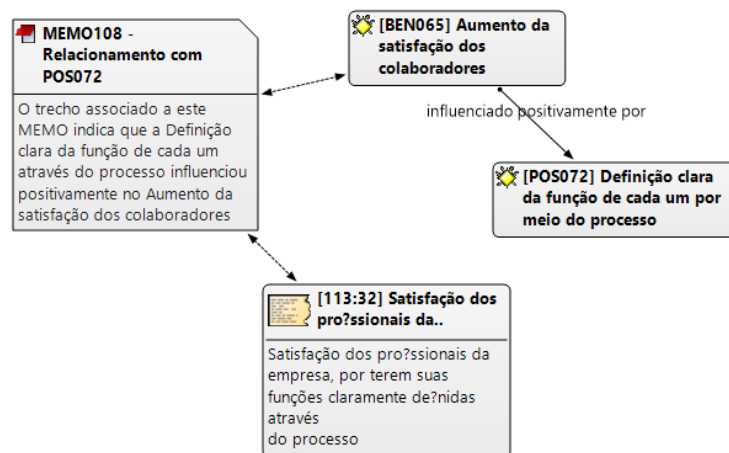 MEMO108 -
Relacionamento com
POS072
O trecho associado a este
MEMO indica que a Definição
clara da função de cada um
através do processo influenciou
positivamente no Aumento da
satisfação dos colaboradores
[BEN065] Aumento da
satisfação dos
colaboradores
influenciado positivamente por
[POS072] Definição clara
da função de cada um por
meio do processo
[113:32] Satisfação dos
pro?ssionais da..
Satisfação dos pro?ssionais da
empresa, por terem suas
funções claramente de?nidas
através
do processo